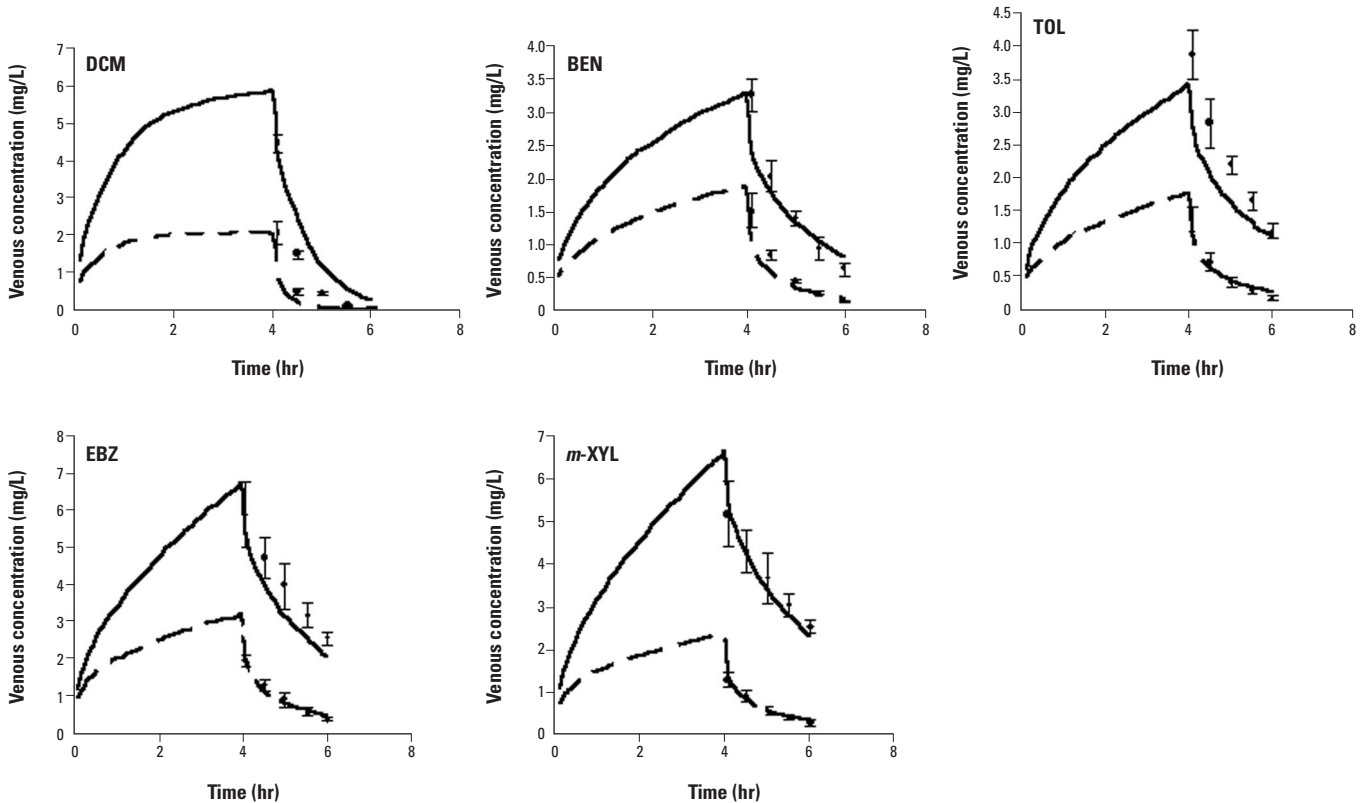 DCM
Venous concentration (mg/L)
7
6
5
4
3
2
1
0
0 2 4 6 8
Time (hr)
BEN
Venous concentration (mg/L)
4.0
3.5
3.0
2.5
2.0
1.5
1.0
0.5
0
0 2 4 6 8
Time (hr)
TOL
Venous concentration (mg/L)
4.5
4.0
3.5
3.0
2.5
2.0
1.5
1.0
0.5
0
0 2 4 6 8
Time (hr)
EBZ
Venous concentration (mg/L)
8
7
6
5
4
3
2
1
0
0 2 4 6 8
Time (hr)
m-XYL
Venous concentration (mg/L)
7
6
5
4
3
2
1
0
0 2 4 6 8
Time (hr)